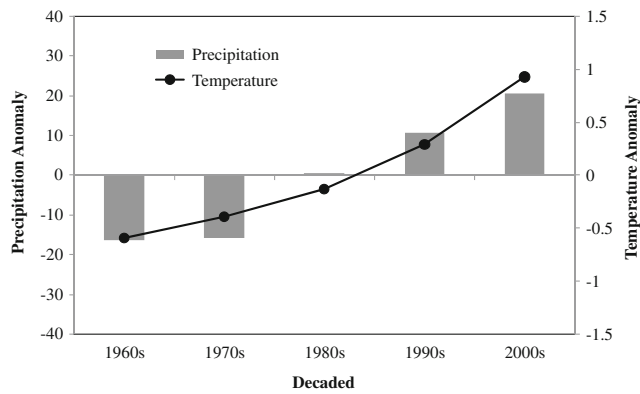 40
30
20
10
0
-10
-20
-30
-40
Precipitation Anomaly
Precipitation
Temperature
1.5
1
0.5
0
-0.5
-1
-1.5
Temperature Anomaly
1960s 1970s 1980s 1990s 2000s
Decaded